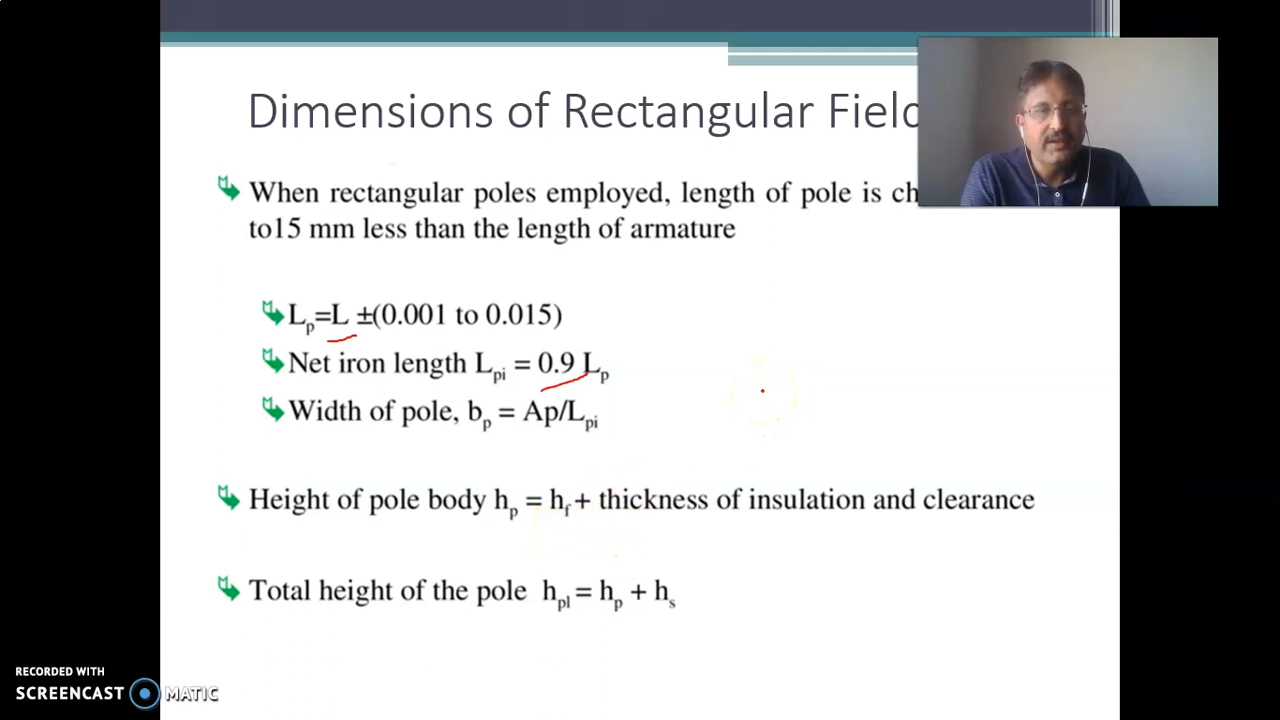 Dimensions of Rectangular Field
When rectangular poles employed, length of pole is
to15 mm less than the length of armature
Lp=L ±(0.001 to 0.015)
Net iron length Lpi = 0.9 Lp
Width of pole, bp = Ap/Lpi
Height of pole body hp = hf + thickness of insulation and clearance
Total height of the pole hpl = hp + hs
RECORDED WITH
SCREENCAST MATIC